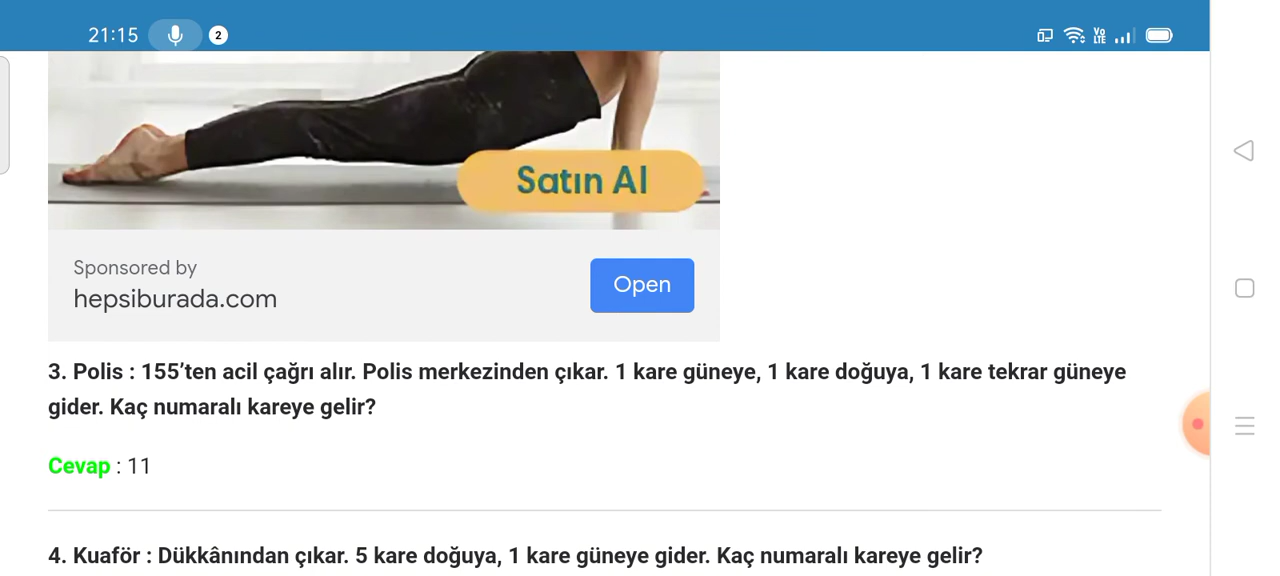 21:15
2
VO
LTE
Satın Al
Sponsored by
hepsiburada.com
Open
3. Polis : 155’ten acil çağrı alır. Polis merkezinden çıkar. 1 kare güneye, 1 kare doğuya, 1 kare tekrar güneye
gider. Kaç numaralı kareye gelir?
Cevap : 11
4. Kuaför : Dükkânından çıkar. 5 kare doğuya, 1 kare güneye gider. Kaç numaralı kareye gelir?